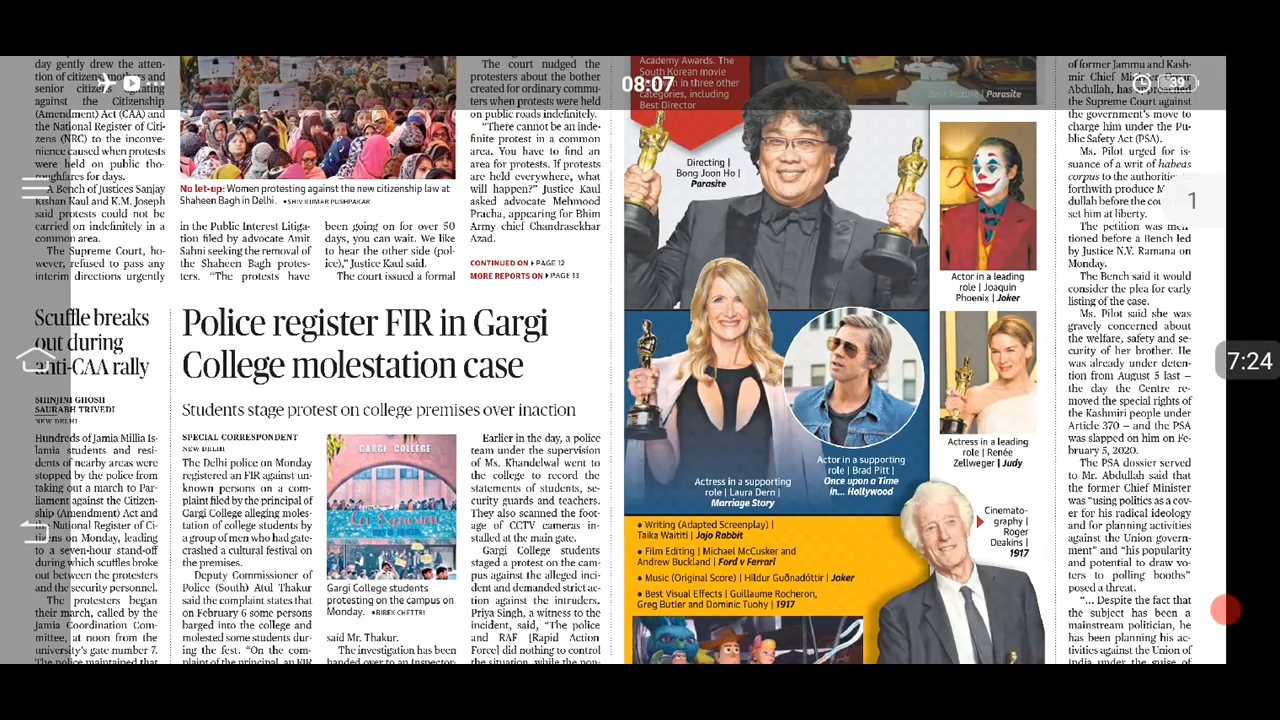 day gently drew the atten-
tion of citizens, mothers and
senior citizens
against the Citizenship
(Amendment) Act (CAA) and
the National Register of Citi-
zens (NRC) to the inconve-
nience caused when protests
were held on public tho-
roughfares for days.
A Bench of Justices Sanjay
Kishan Kaul and K.M. Joseph
said protests could not be
carried on indefinitely in a
common area.
The Supreme Court, ho-
wever, refused to pass any
interim directions urgently
No let-up: Women protesting against the new citizenship law at
Shaheen Bagh in Delhi. •SHIV KUMAR PUSHPAKAR
in the Public Interest Litiga-
tion filed by advocate Amit
Sahni seeking the removal of
the Shaheen Bagh protes-
ters. “The protests have
been going on for over 50
days, you can wait. We like
to hear the other side (pol-
ice),” Justice Kaul said.
The court issued a formal
The court nudged the
protesters about the bother
created for ordinary commu-
ters when protests were held
on public roads indefinitely.
“There cannot be an inde-
finite protest in a common
area. You have to find an
area for protests. If protests
are held everywhere, what
will happen?” Justice Kaul
asked advocate Mehmood
Pracha, appearing for Bhim
Army chief Chandrasekhar
Azad.
CONTINUED ON PAGE 12
MORE REPORTS ON PAGE 13
Scuffle breaks
out during
anti-CAA rally
SHINJINI GHOSH
SAURABH TRIVEDI
NEW DELHI
Hundreds of Jamia Millia Is-
lamia students and resi-
dents of nearby areas were
stopped by the police from
taking out a march to Par-
liament against the Citizen-
ship (Amendment) Act and
the National Register of Ci-
tizens on Monday, leading
to a seven-hour stand-off
during which scuffles broke
out between the protesters
and the security personnel.
The protesters began
their march, called by the
Jamia Coordination Com-
mittee, at noon from the
university's gate number 7.
The police maintained that
Police register FIR in Gargi
College molestation case
Students stage protest on college premises over inaction
SPECIAL CORRESPONDENT
NEW DELHI
The Delhi police on Monday
registered an FIR against un-
known persons on a com-
plaint filed by the principal of
Gargi College alleging moles-
tation of college students by
a group of men who had gate-
crashed a cultural festival on
the premises.
Deputy Commissioner of
Police (South) Atul Thakur
said the complaint states that
on February 6 some persons
barged into the college and
molested some students dur-
ing the fest. “On the com-
plaint of the principal, an FIR
GARGI COLLEGE
Gargi College students
protesting on the campus on
Monday. •BIBEK CHETTRI
said Mr. Thakur.
The investigation has been
handed over to an Inspector-
Earlier in the day, a police
team under the supervision
of Ms. Khandelwal went to
the college to record the
statements of students, se-
curity guards and teachers.
They also scanned the foot-
age of CCTV cameras in-
stalled at the main gate.
Gargi College students
staged a protest on the cam-
pus against the alleged inci-
dent and demanded strict ac-
tion against the intruders.
Priya Singh, a witness to the
incident, said, “The police
and RAF [Rapid Action
Force] did nothing to control
the situation, while the non-
Academy Awards. The
South Korean movie
in three other
categories, including
Best Director
08:07
Best Picture | Parasite
39
Directing |
Bong Joon Ho |
Parasite
Actor in a leading
role | Joaquin
Phoenix | Joker
Actor in a supporting
role | Brad Pitt |
Once upon a Time
in... Hollywood
Actress in a supporting
role | Laura Dern |
Marriage Story
Actress in a leading
role | Renée
Zellweger | Judy
Cinemato-
graphy |
Roger
Deakins |
1917
• Writing (Adapted Screenplay) |
Taika Waititi | Jojo Rabbit
• Film Editing | Michael McCusker and
Andrew Buckland | Ford v Ferrari
• Music (Original Score) | Hildur Guðnadóttir | Joker
• Best Visual Effects | Guillaume Rocheron,
Greg Butler and Dominic Tuohy | 1917
of former Jammu and Kash-
mir Chief
Abdullah, has
the Supreme Court against
the government's move to
charge him under the Pu-
blic Safety Act (PSA).
Ms. Pilot urged for is-
suance of a writ of habeas
corpus to the authorities
forthwith produce
dullah before the
set him at liberty.
The petition was men-
tioned before a Bench led
by Justice N.V. Ramana on
Monday.
The Bench said it would
consider the plea for early
listing of the case.
Ms. Pilot said she was
gravely concerned about
the welfare, safety and se-
curity of her brother. He
was already under deten-
tion from August 5 last –
the day the Centre re-
moved the special rights of
the Kashmiri people under
Article 370 – and the PSA
was slapped on him on Fe-
bruary 5, 2020.
The PSA dossier served
to Mr. Abdullah said that
the former Chief Minister
was “using politics as a cov-
er for his radical ideology
and for planning activities
against the Union govern-
ment” and “his popularity
and potential to draw vo-
ters to polling booths”
posed a threat.
“... Despite the fact that
the subject has been a
mainstream politician, he
has been planning his ac-
tivities against the Union of
India under the guise of
1
7:24